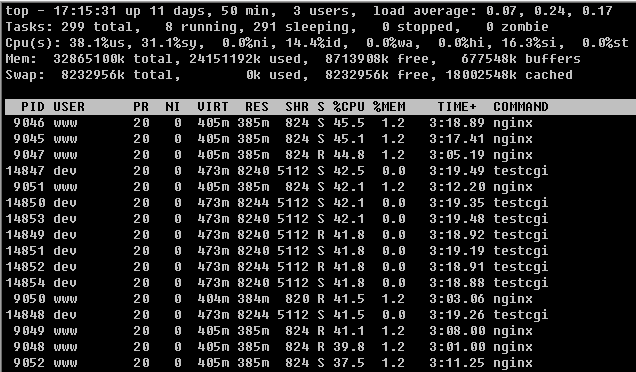 top - 17:15:31 up 11 days, 50 min,  3 users,  load average: 0.07, 0.24, 0.17
Tasks: 299 total,   8 running, 291 sleeping,   0 stopped,   0 zombie
Cpu(s): 38.1%us, 31.1%sy,  0.0%ni, 14.4%id,  0.0%wa,  0.0%hi, 16.3%si,  0.0%st
Mem:  32865100k total, 24151192k used,  8713908k free,   677548k buffers
Swap:  8232956k total,        0k used,  8232956k free, 18002548k cached
PID USER      PR  NI  VIRT  RES  SHR S %CPU %MEM    TIME+  COMMAND
9046 www       20   0  405m 385m  824 S 45.5  1.2   3:18.89 nginx
9045 www       20   0  405m 385m  824 S 45.1  1.2   3:17.41 nginx
9047 www       20   0  405m 385m  824 R 44.8  1.2   3:05.19 nginx
14847 dev       20   0  473m 8240 5112 S 42.5  0.0   3:19.49 testcgi
9051 www       20   0  405m 385m  824 S 42.1  1.2   3:12.20 nginx
14850 dev       20   0  473m 8244 5112 S 42.1  0.0   3:19.35 testcgi
14853 dev       20   0  473m 8240 5112 S 42.1  0.0   3:19.48 testcgi
14849 dev       20   0  473m 8240 5112 R 41.8  0.0   3:18.92 testcgi
14851 dev       20   0  473m 8240 5112 S 41.8  0.0   3:19.19 testcgi
14852 dev       20   0  473m 8244 5112 R 41.8  0.0   3:18.91 testcgi
14854 dev       20   0  473m 8240 5112 S 41.8  0.0   3:18.88 testcgi
9050 www       20   0  404m 384m  820 R 41.5  1.2   3:03.06 nginx
14848 dev       20   0  473m 8244 5112 S 41.5  0.0   3:19.26 testcgi
9049 www       20   0  405m 385m  824 R 41.1  1.2   3:08.00 nginx
9048 www       20   0  405m 385m  824 R 39.8  1.2   3:01.00 nginx
9052 www       20   0  405m 385m  824 S 37.5  1.2   3:11.25 nginx